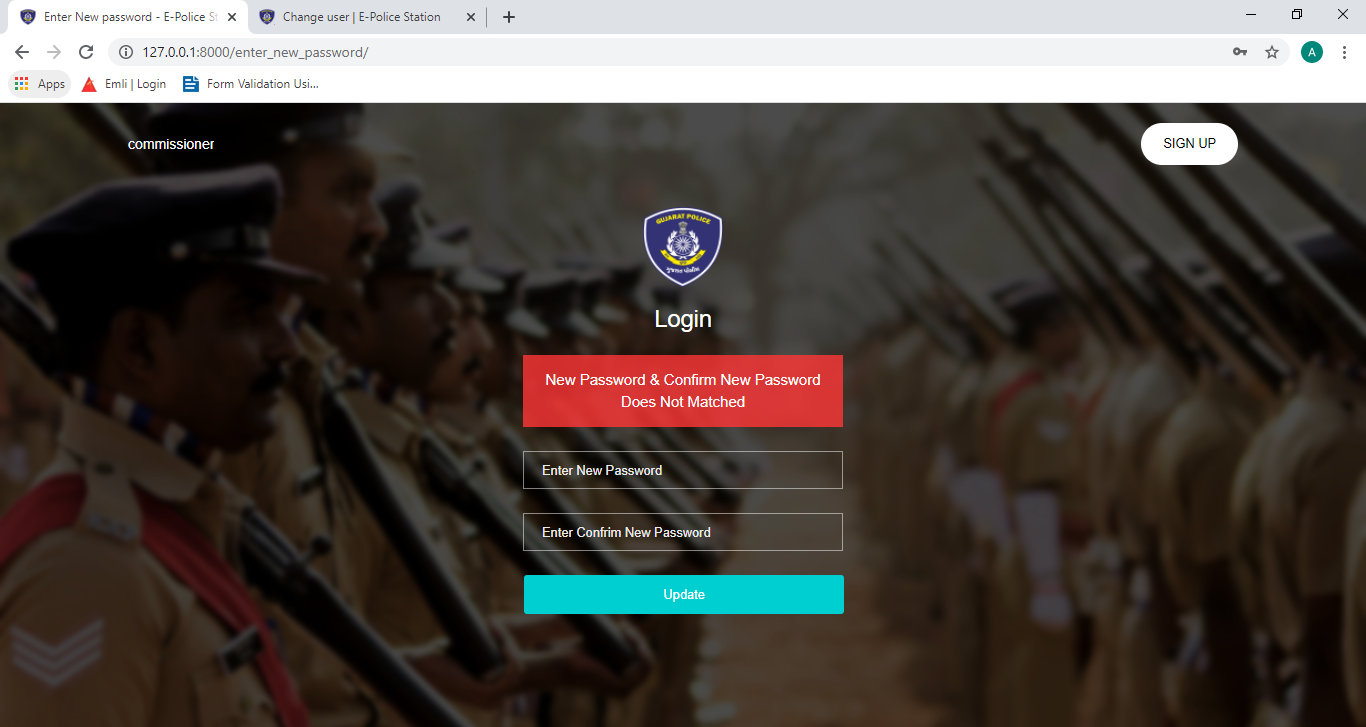 Enter New password - E-Police St
Change user | E-Police Station
127.0.0.1:8000/enter_new_password/
A
Apps
Emli | Login
Form Validation Usi...
commissioner
SIGN UP
GUJARAT POLICE
ગુજરાત પોલીસ
Login
New Password & Confirm New Password
Does Not Matched
Enter New Password
Enter Confrim New Password
Update